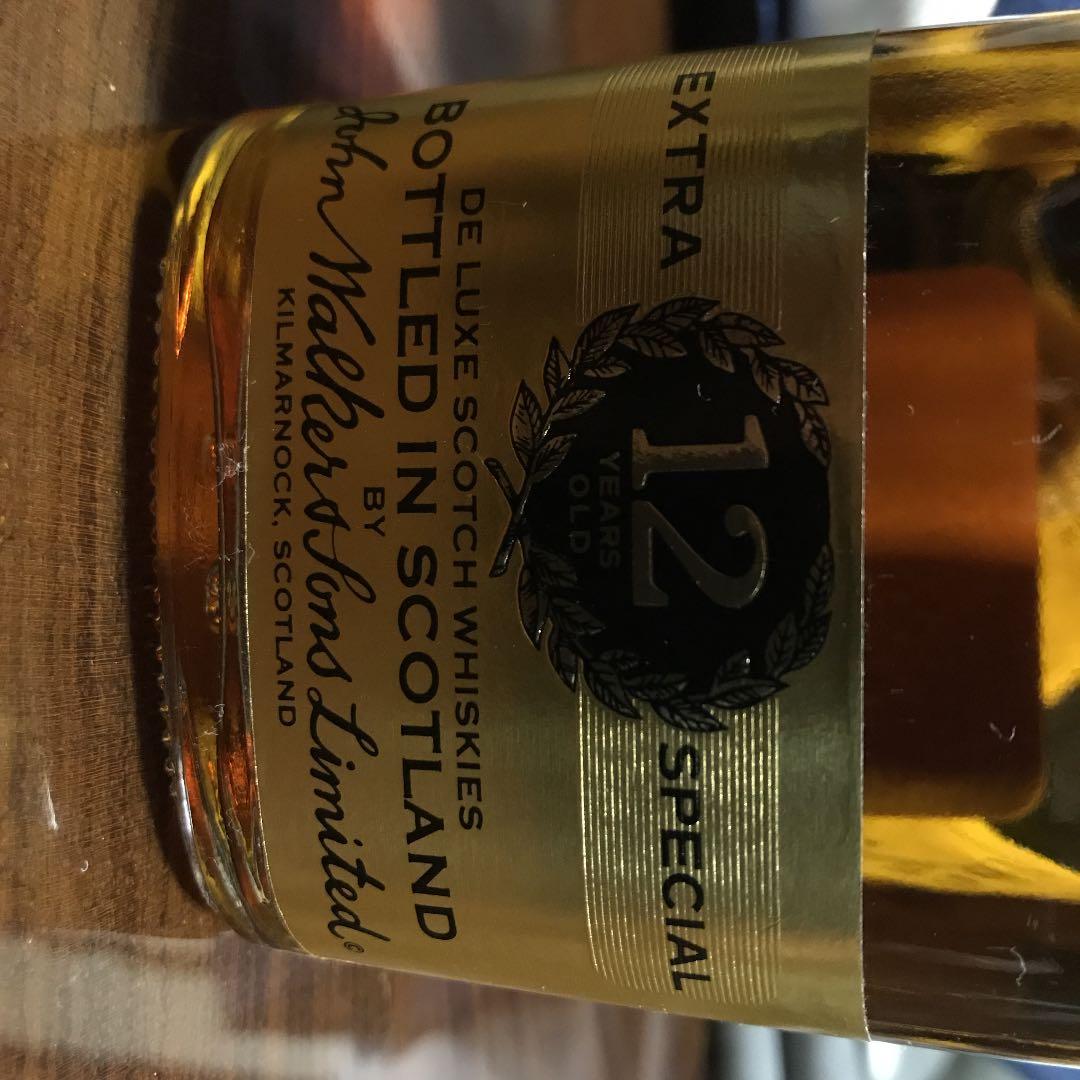 EXTRA SPECIAL
12
YEARS
OLD
DE LUXE SCOTCH WHISKIES
BOTTLED IN SCOTLAND
BY
John Walker & Sons Limited ©
KILMARNOCK, SCOTLAND